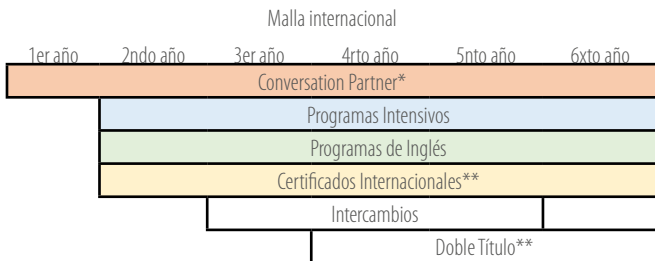 Malla internacional
1er año 2ndo año 3er año 4rto año 5nto año 6xto año
Conversation Partner*
Programas Intensivos
Programas de Inglés
Certificados Internacionales**
Intercambios
Doble Título**